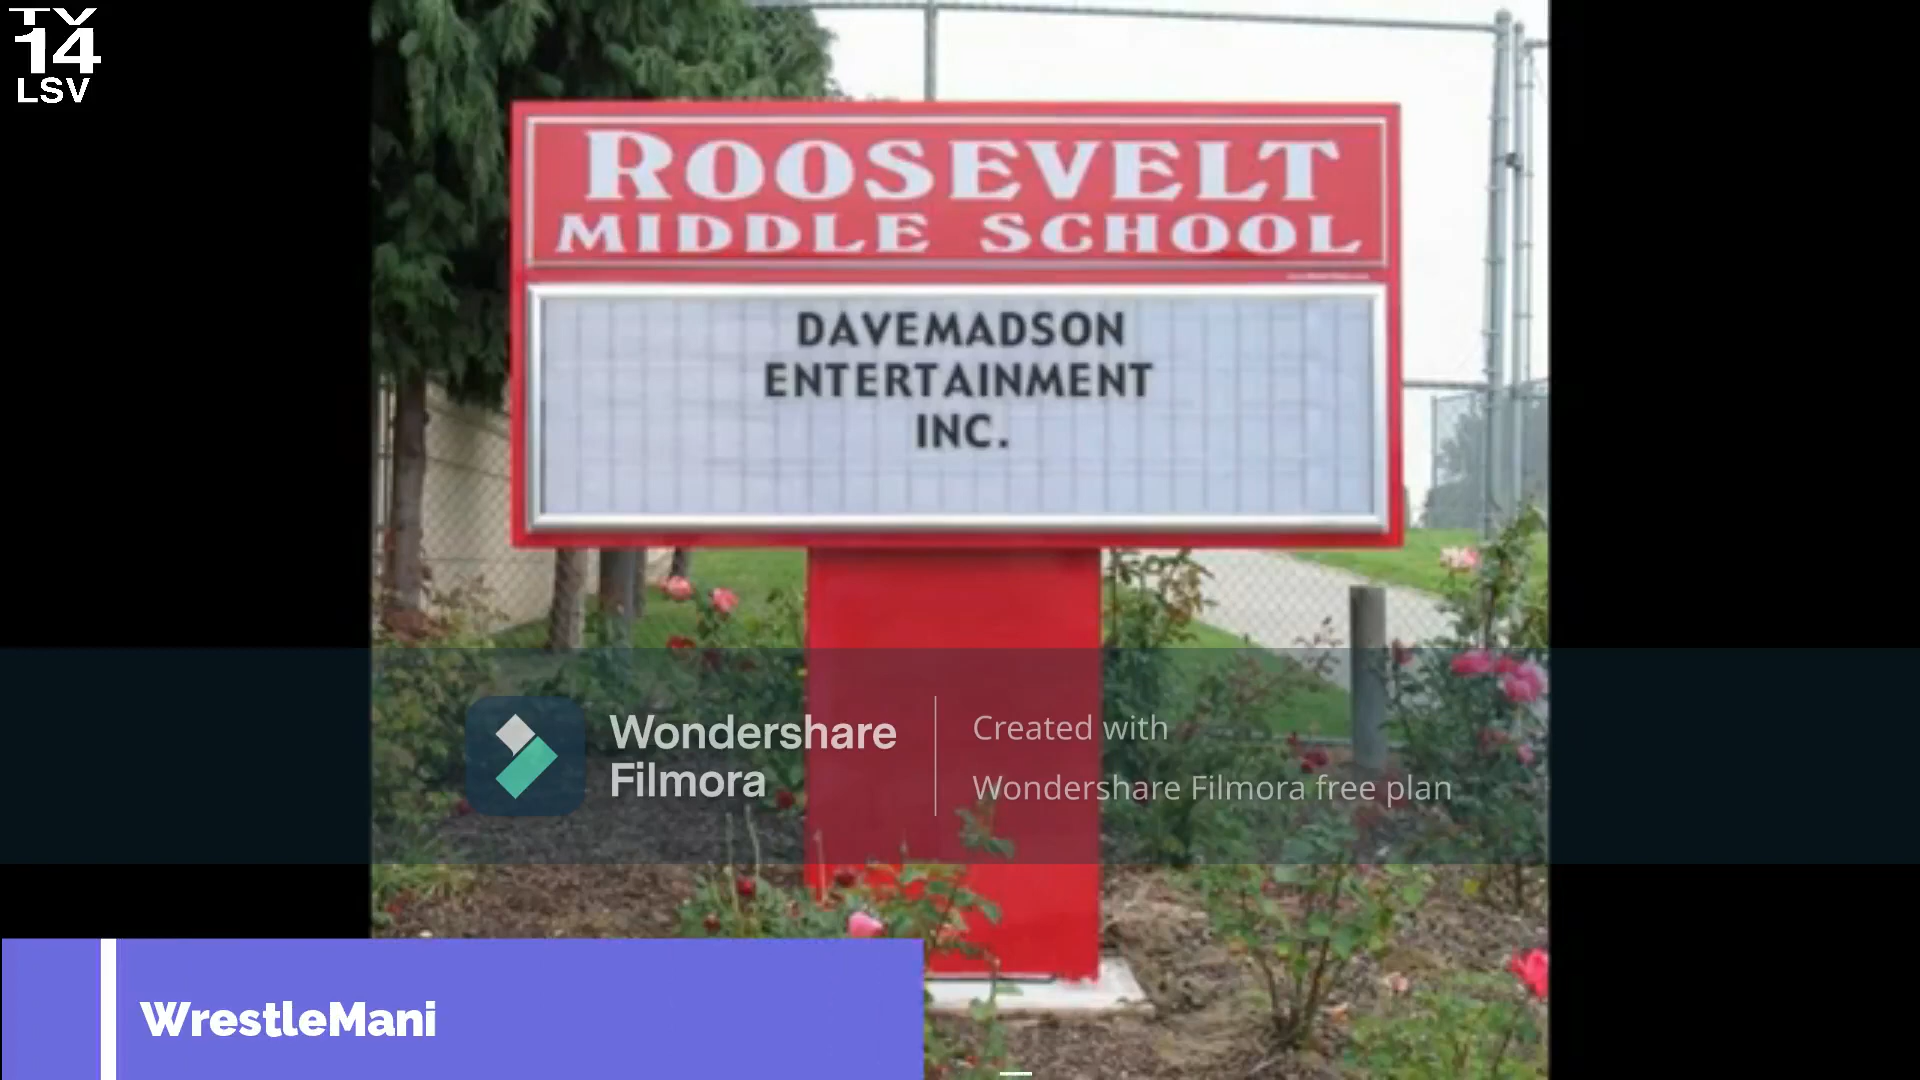 TV
14
LSV
ROOSEVELT
MIDDLE SCHOOL
DAVEMADSON
ENTERTAINMENT
INC.
Wondershare
Filmora
Created with
Wondershare Filmora free plan
WrestleMani